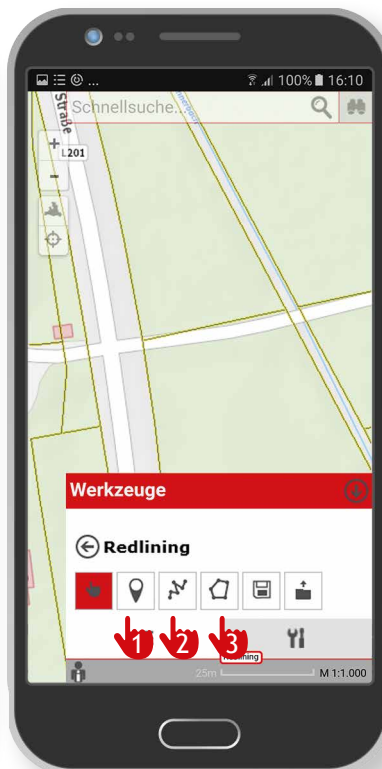 ... 100% 16:10
Schnellsuche...
Straße
+
L201
-
Werkzeuge
Redlining
1 2 3
Redlining
25m M 1:1.000